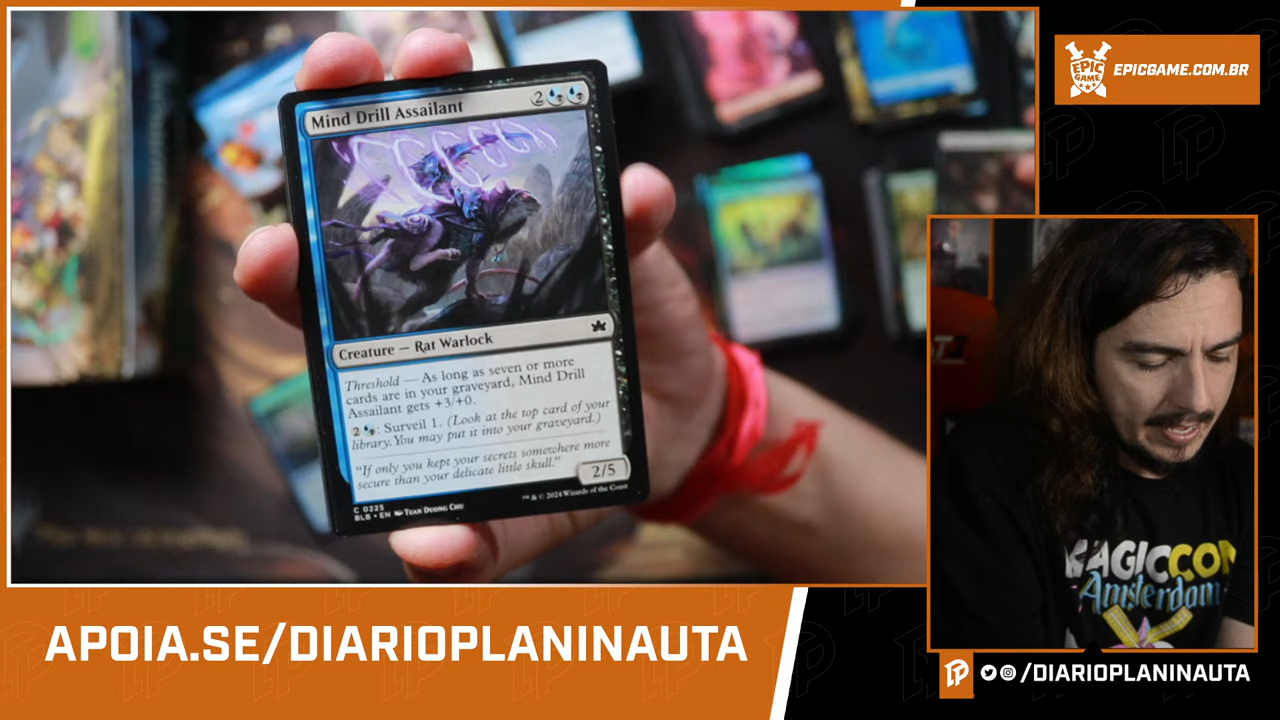 Mind Drill Assailant
2
Creature — Rat Warlock
Threshold — As long as seven or more
cards are in your graveyard, Mind Drill
Assailant gets +3/+0.
2 : Surveil 1. (Look at the top card of your
library. You may put it into your graveyard.)
"If only you kept your secrets somewhere more
secure than your delicate little skull."
2/5
C 0225
BLB • EN Tuan Duong Chu
™ & © 2024 Wizards of the Coast
EPIC
GAME
EPICGAME.COM.BR
MAGICCON
Amsterdam
APOIA.SE/DIARIOPLANINAUTA
/DIARIOPLANINAUTA